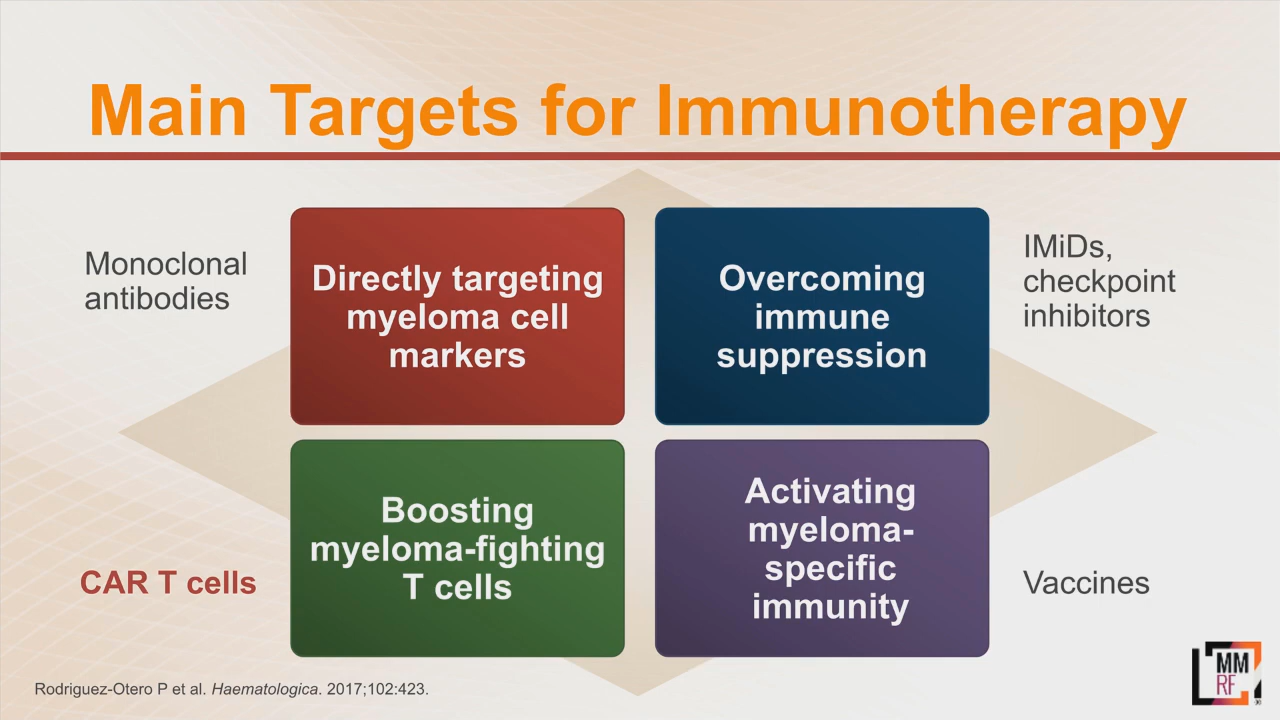 Main Targets for Immunotherapy
Monoclonal
antibodies
Directly targeting
myeloma cell
markers
Overcoming
immune
suppression
IMiDs,
checkpoint
inhibitors
CAR T cells
Boosting
myeloma-fighting
T cells
Activating
myeloma-
specific
immunity
Vaccines
Rodriguez-Otero P et al. Haematologica. 2017;102:423.
MM
RF
®